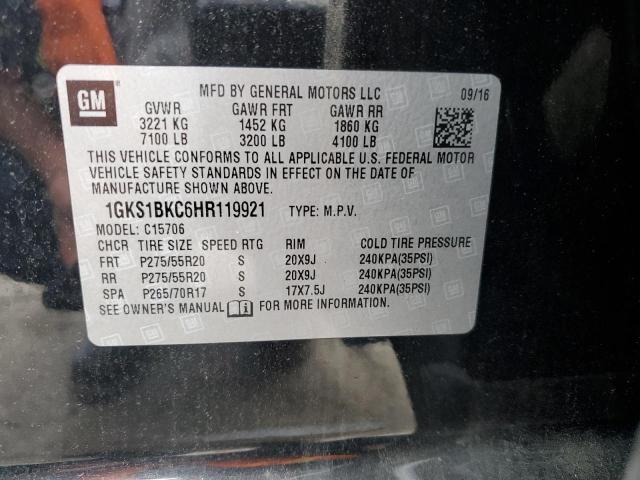 GM
MFD BY GENERAL MOTORS LLC 09/16
GVWR GAWR FRT GAWR RR
3221 KG 1452 KG 1860 KG
7100 LB 3200 LB 4100 LB
THIS VEHICLE CONFORMS TO ALL APPLICABLE U.S. FEDERAL MOTOR
VEHICLE SAFETY STANDARDS IN EFFECT ON THE DATE OF
MANUFACTURE SHOWN ABOVE.
1GKS1BKC6HR119921 TYPE: M.P.V.
MODEL: C15706
CHCR TIRE SIZE SPEED RTG RIM COLD TIRE PRESSURE
FRT P275/55R20 S 20X9J 240KPA(35PSI)
RR P275/55R20 S 20X9J 240KPA(35PSI)
SPA P265/70R17 S 17X7.5J 240KPA(35PSI)
SEE OWNER'S MANUAL i FOR MORE INFORMATION.